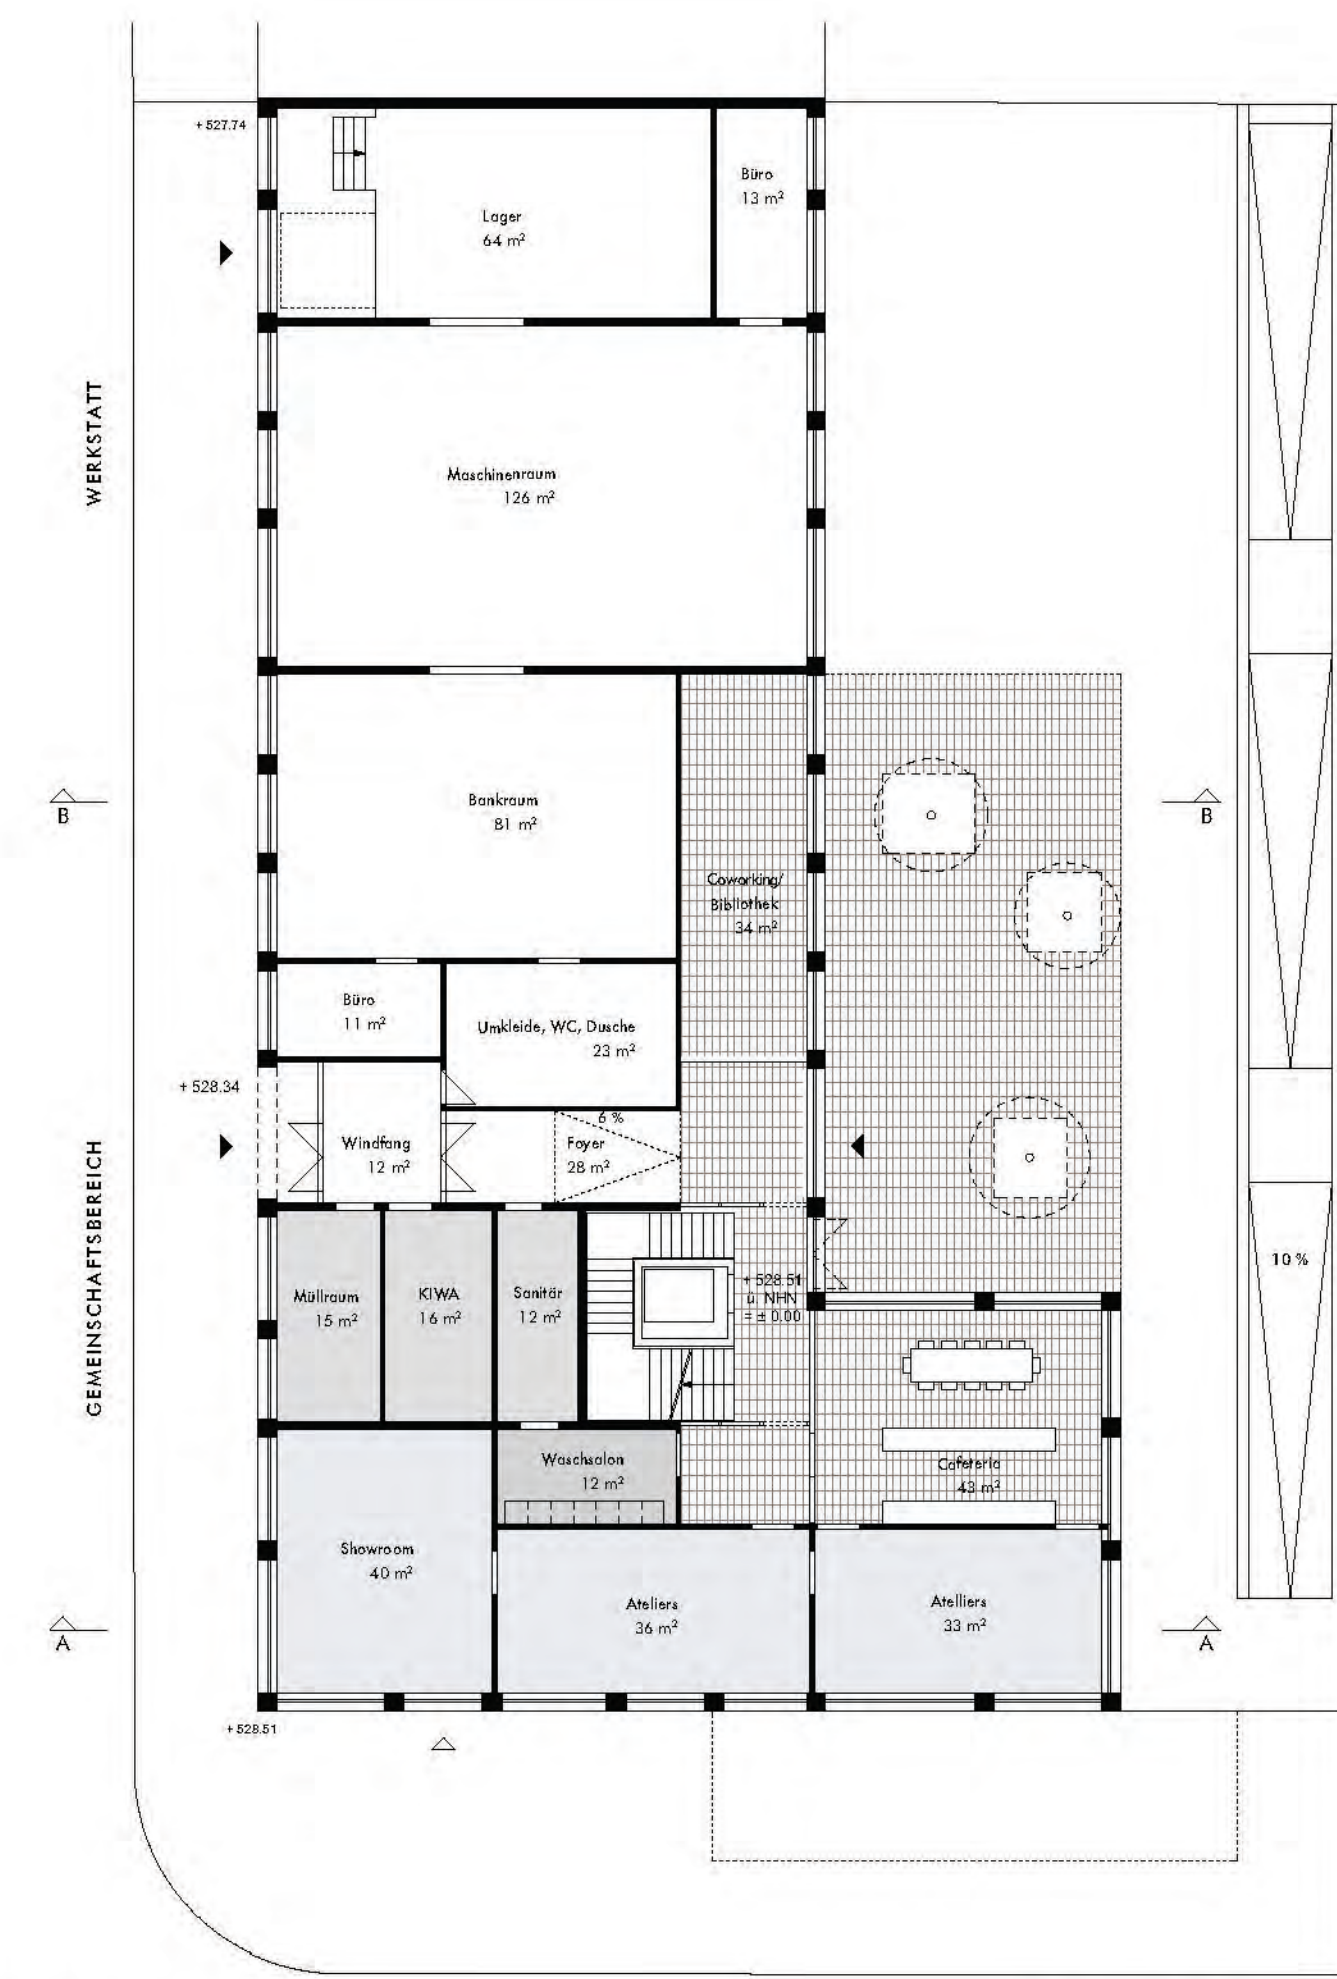 + 527.74
Büro
13 m²
Lager
64 m²
WERKSTATT
Maschinenraum
126 m²
B
Bankraum
81 m²
B
Coworking/
Bibliothek
34 m²
Büro
11 m²
Umkleide, WC, Dusche
23 m²
+ 528.34
6 %
Windfang
12 m²
Foyer
28 m²
GEMEINSCHAFTSBEREICH
10 %
Müllraum
15 m²
KIWA
16 m²
Sanitär
12 m²
+ 528.51
ü. NHN
= ± 0.00
Waschsalon
12 m²
Cafeteria
43 m²
Showroom
40 m²
Ateliers
36 m²
Atelliers
33 m²
A
A
+ 528.51